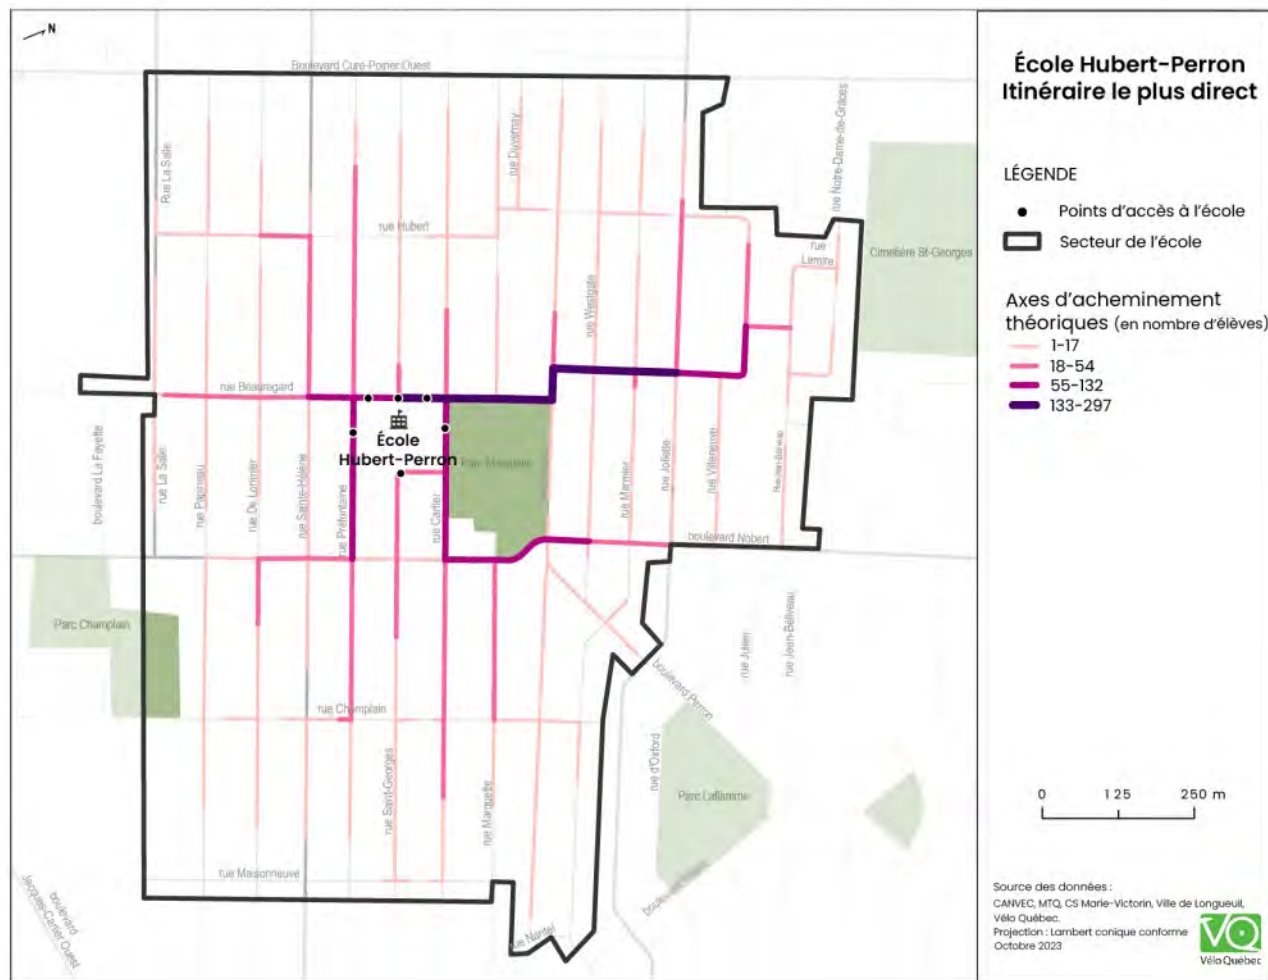 N
Boulevard Curé-Poirier Ouest
Rue La Salle
rue Duvernay
rue Notre-Dame-de-Grâces
rue Hubert
rue
Lemire
Cimetière St-Georges
rue Westgate
rue Beauregard
École
Hubert-Perron
boulevard La Fayette
rue La Salle
rue Papineau
rue De Lorimier
rue Sainte-Hélène
rue Préfontaine
rue Cartier
rue Marmier
rue Joliette
rue Villeneuve
boulevard Nobert
Parc Champlain
rue Julien
rue Jean-Béliveau
boulevard Perron
rue Champlain
rue Saint-Georges
rue Marquette
rue d'Oxford
Parc Laflamme
rue Maisonneuve
rue Nantel
boulevard
Jacques-Cartier Ouest
École Hubert-Perron
Itinéraire le plus direct
LÉGENDE
Points d'accès à l'école
Secteur de l'école
Axes d'acheminement
théoriques (en nombre d'élèves)
1-17
18-54
55-132
133-297
0 125 250 m
Source des données :
CANVEC, MTQ, CS Marie-Victorin, Ville de Longueuil,
Vélo Québec.
Projection : Lambert conique conforme
Octobre 2023
VQ
Vélo Québec